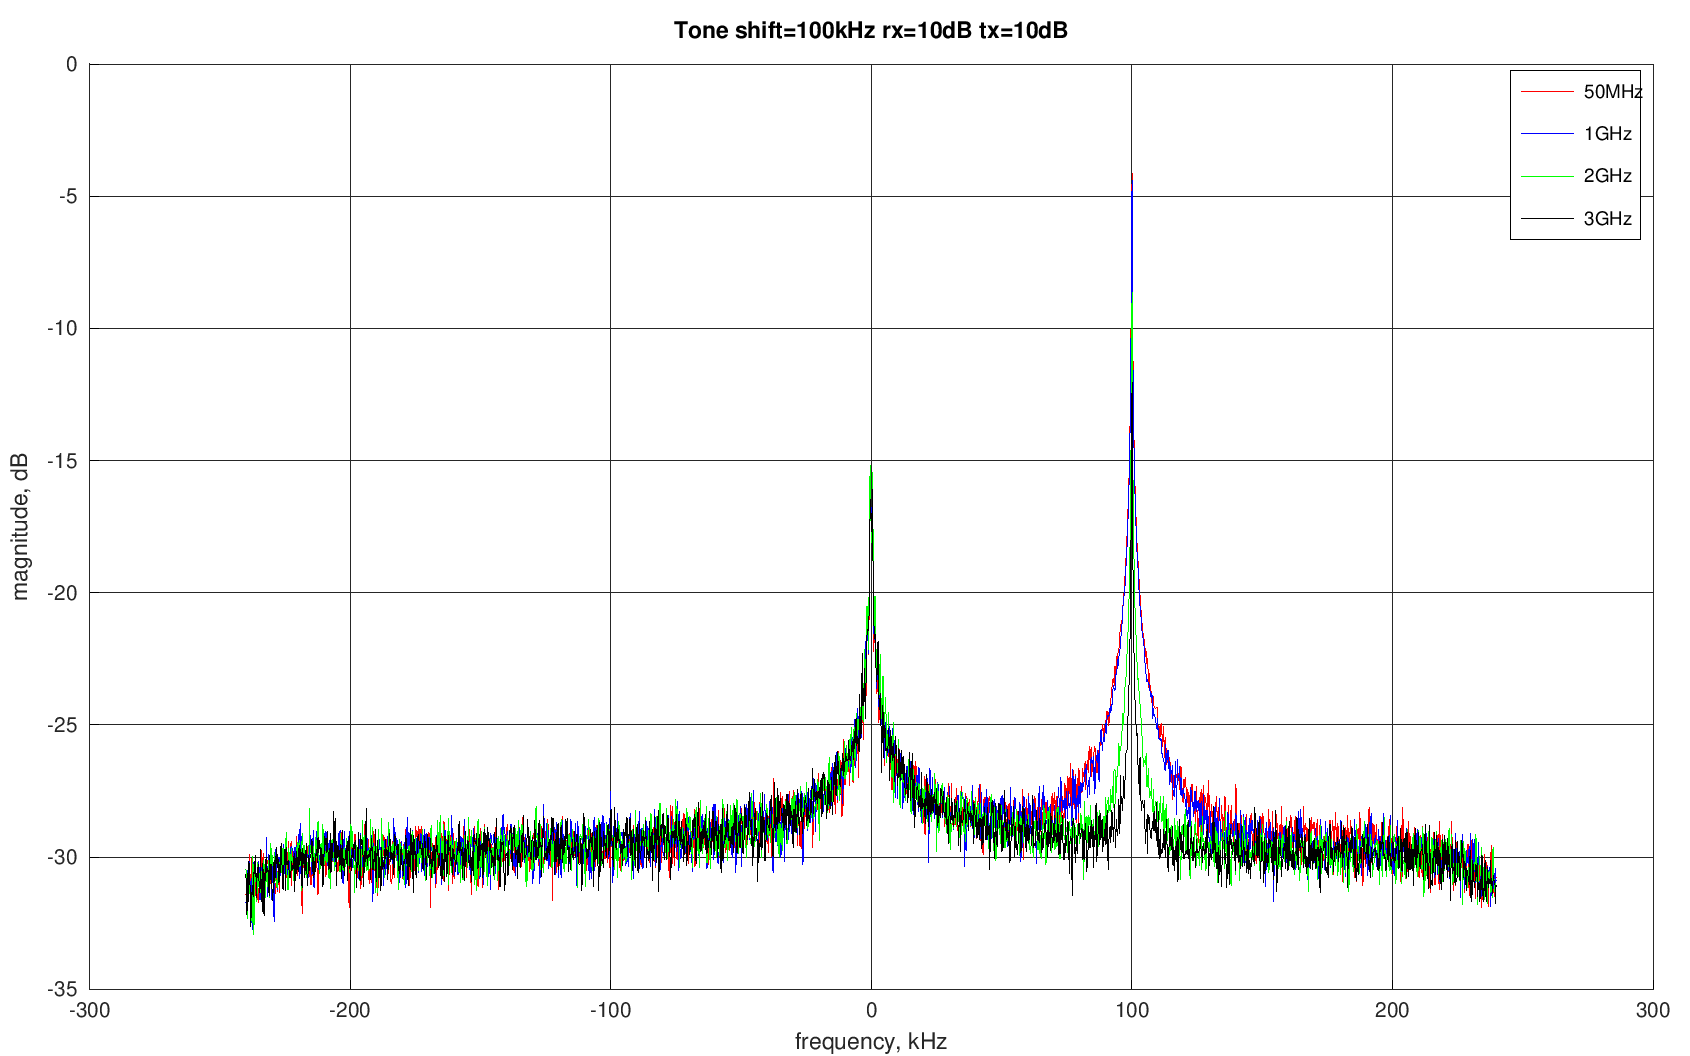 Tone shift=100kHz rx=10dB tx=10dB
0
-5
-10
-15
-20
-25
-30
-35
magnitude, dB
50MHz
1GHz
2GHz
3GHz
-300
-200
-100
0
100
200
300
frequency, kHz